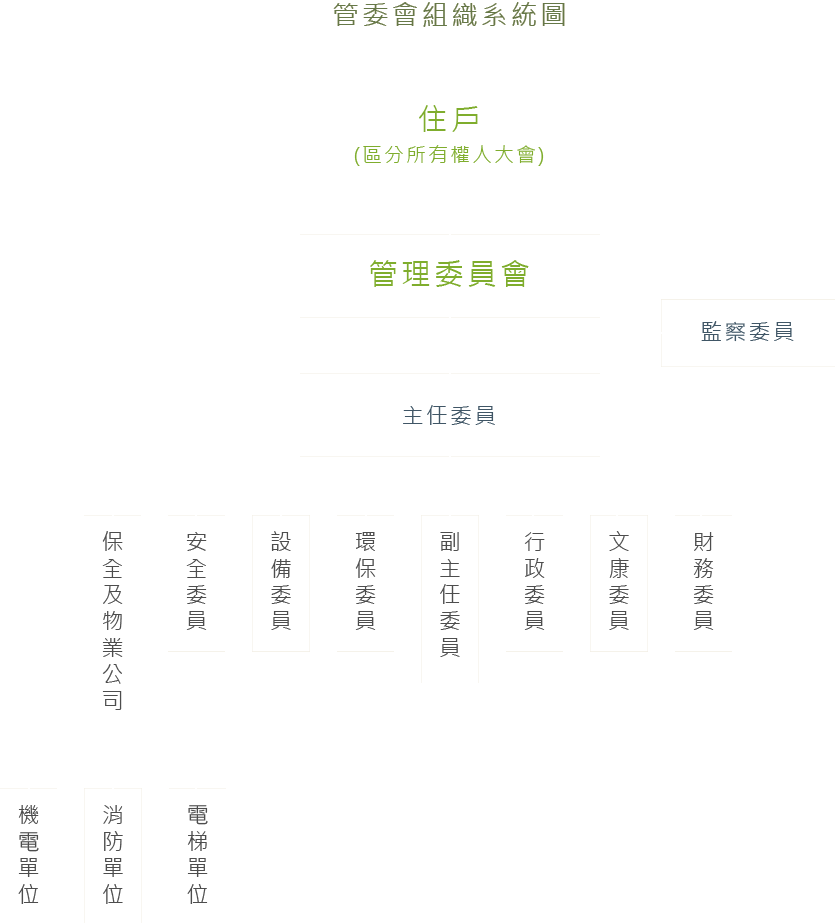 管委會組織系統圖
住戶
(區分所有權人大會)
管理委員會
監察委員
主任委員
保全及物業公司
安全委員
設備委員
環保委員
副主任委員
行政委員
文康委員
財務委員
機電單位
消防單位
電梯單位